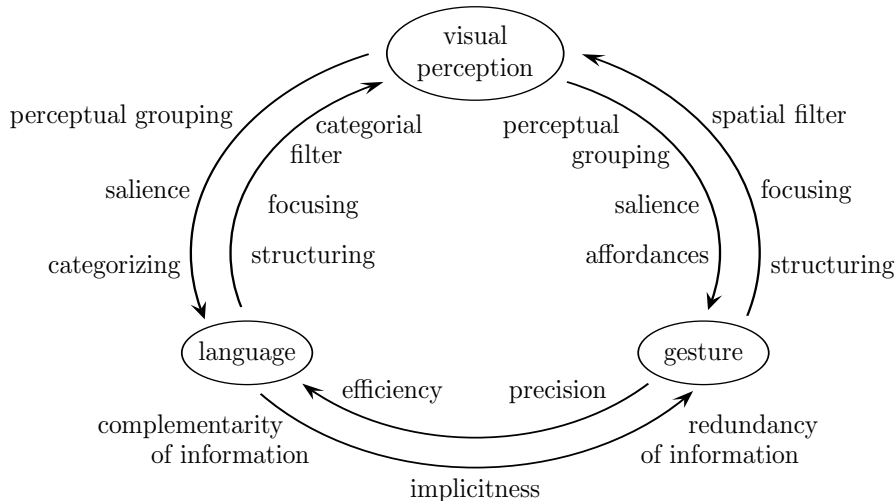 visual
perception
perceptual grouping
categorial
filter
perceptual
grouping
spatial filter
salience
focusing
salience
focusing
categorizing
structuring
affordances
structuring
language
gesture
efficiency
precision
complementarity
of information
redundancy
of information
implicitness